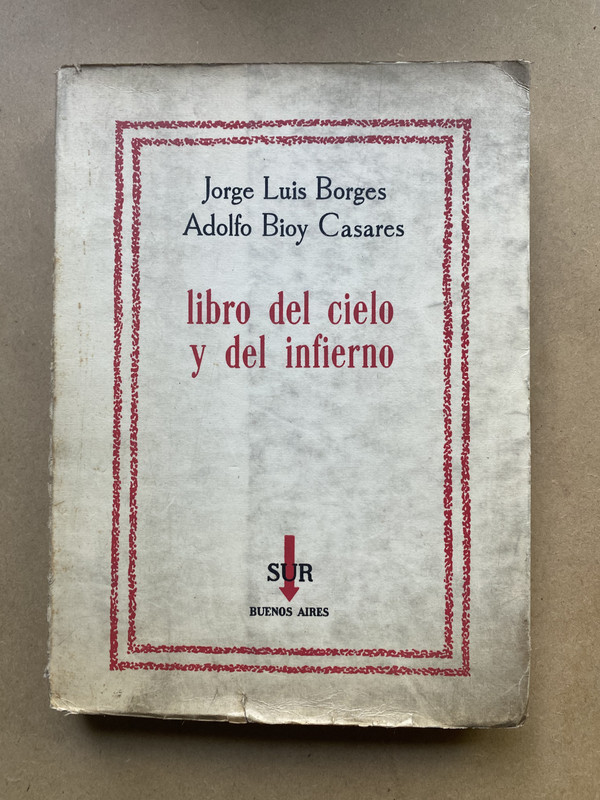 Jorge Luis Borges
Adolfo Bioy Casares
libro del cielo
y del infierno
SUR
BUENOS AIRES